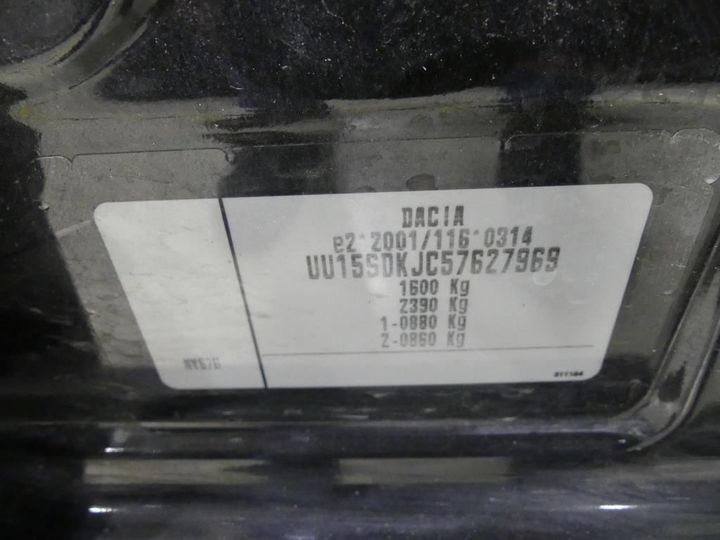 DACIA
e2*2001/116*0314
UU15SDKJC57627969
1600 Kg
2390 Kg
1-0880 Kg
2-0860 Kg